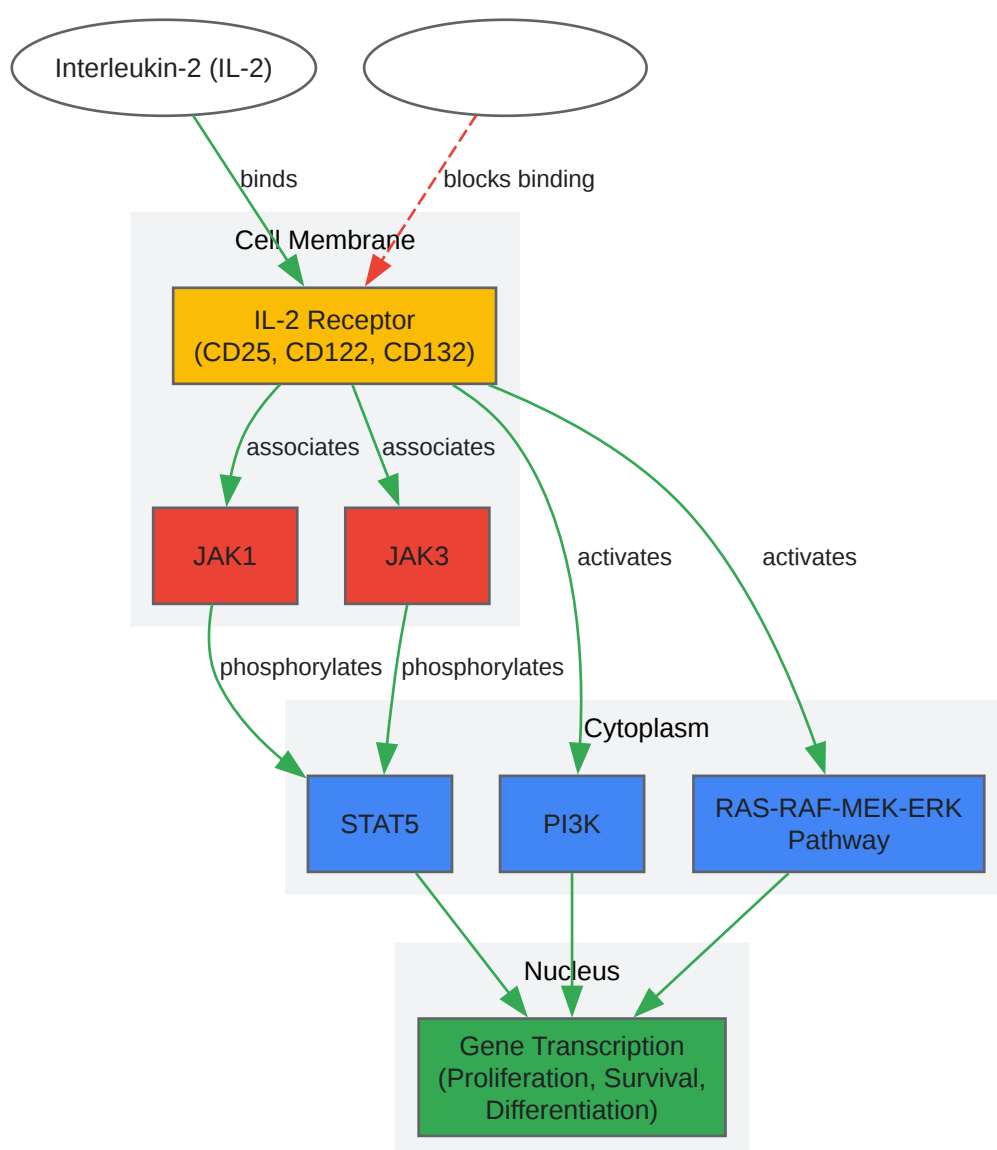 Interleukin-2 (IL-2)
binds
blocks binding
Cell Membrane
IL-2 Receptor
(CD25, CD122, CD132)
associates
associates
JAK1
JAK3
activates
activates
phosphorylates
phosphorylates
Cytoplasm
STAT5
PI3K
RAS-RAF-MEK-ERK
Pathway
Nucleus
Gene Transcription
(Proliferation, Survival,
Differentiation)